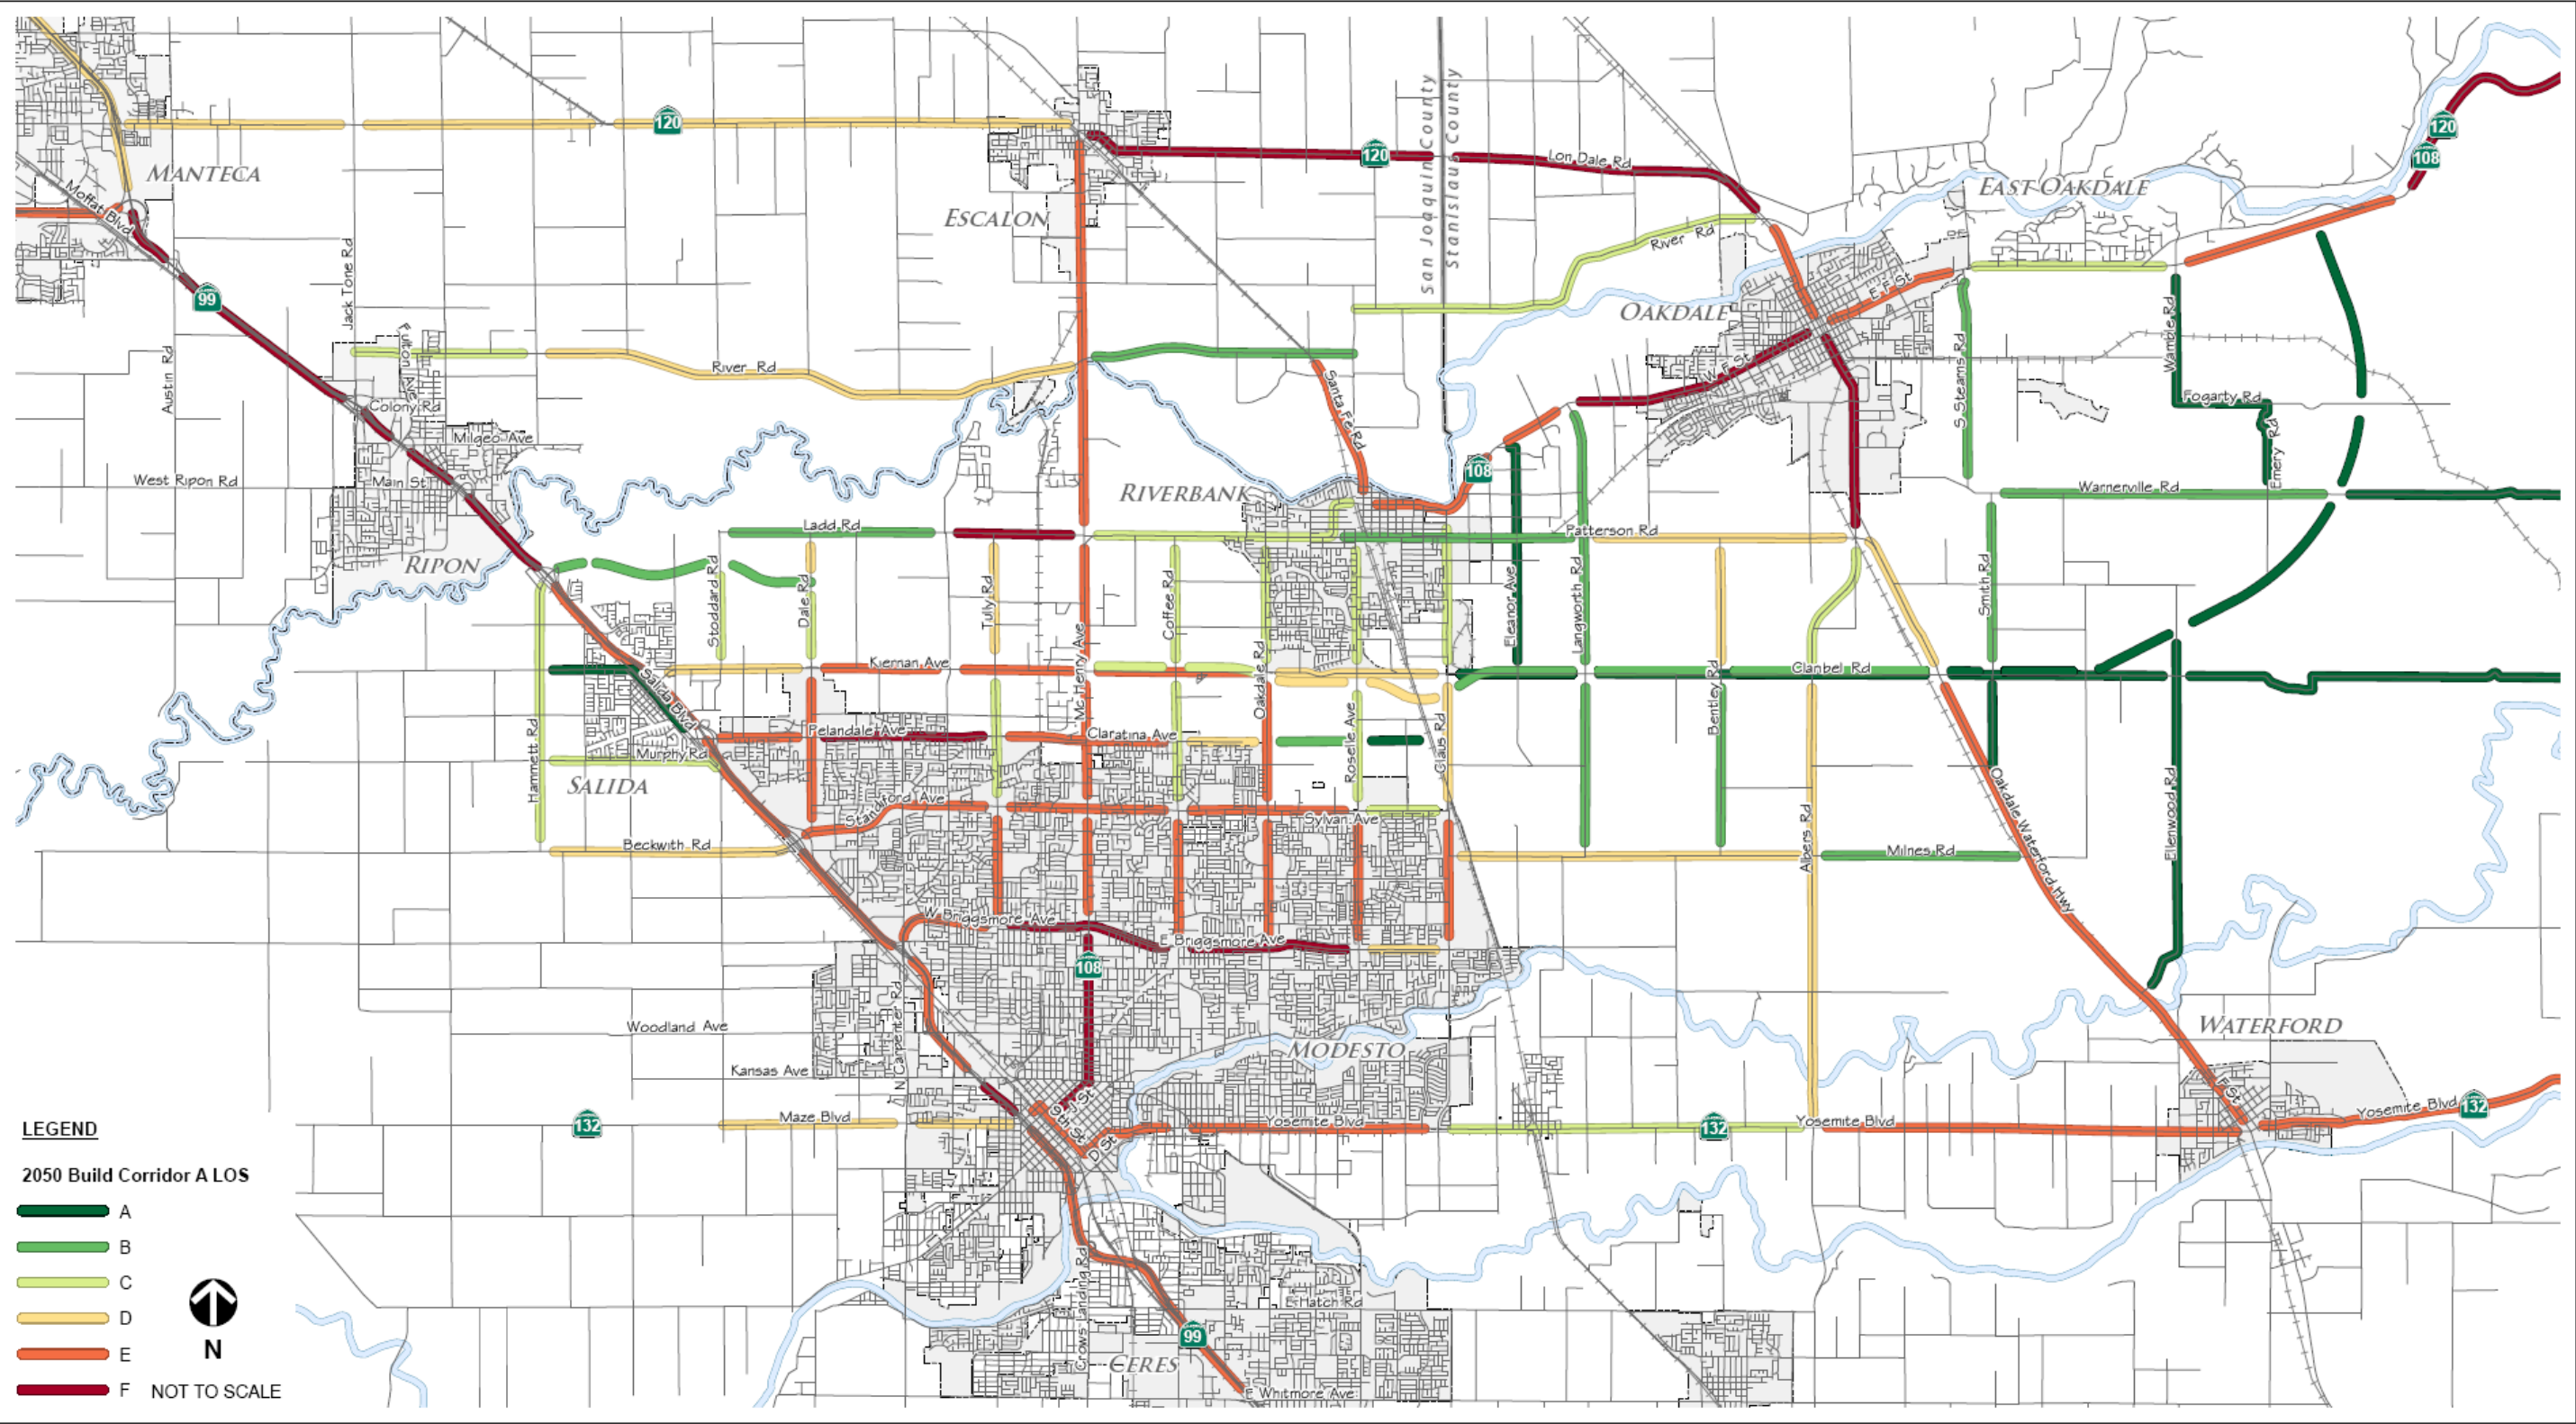 120
120
Lon Dale Rd
120
108
MANTECA
Moffat Blvd
EAST OAKDALE
ESCALON
San Joaquin County
Stanislaus County
River Rd
99
Jack Tone Rd
OAKDALE
E F St
Wamble Rd
Fulton Ave
Austin Rd
River Rd
W F St
S Stearns Rd
Santa Fe Rd
Colony Rd
Fogarty Rd
Milgeo Ave
Emery Rd
West Ripon Rd
Main St
108
RIVERBANK
Warnerville Rd
Ladd Rd
Patterson Rd
RIPON
Stoddard Rd
Dale Rd
Tully Rd
Coffee Rd
Eleanor Ave
Langworth Rd
Smith Rd
Kiernan Ave
Mc Henry Ave
Oakdale Rd
Claribel Rd
Bentley Rd
Salida Blvd
Hammett Rd
Pelandale Ave
Claratina Ave
Roselle Ave
Claus Rd
Murphy Rd
SALIDA
Standiford Ave
Sylvan Ave
Albers Rd
Oakdale Waterford Hwy
Ellenwood Rd
Beckwith Rd
Milnes Rd
W Briggsmore Ave
E Briggsmore Ave
108
N Carpenter Rd
Woodland Ave
MODESTO
WATERFORD
Kansas Ave
F St
I St
9th St
D St
Maze Blvd
132
Yosemite Blvd
132
Yosemite Blvd
Yosemite Blvd
132
LEGEND
2050 Build Corridor A LOS
A
B
C
D
E
F
N
NOT TO SCALE
Crows Landing Rd
E Hatch Rd
99
CERES
E Whitmore Ave